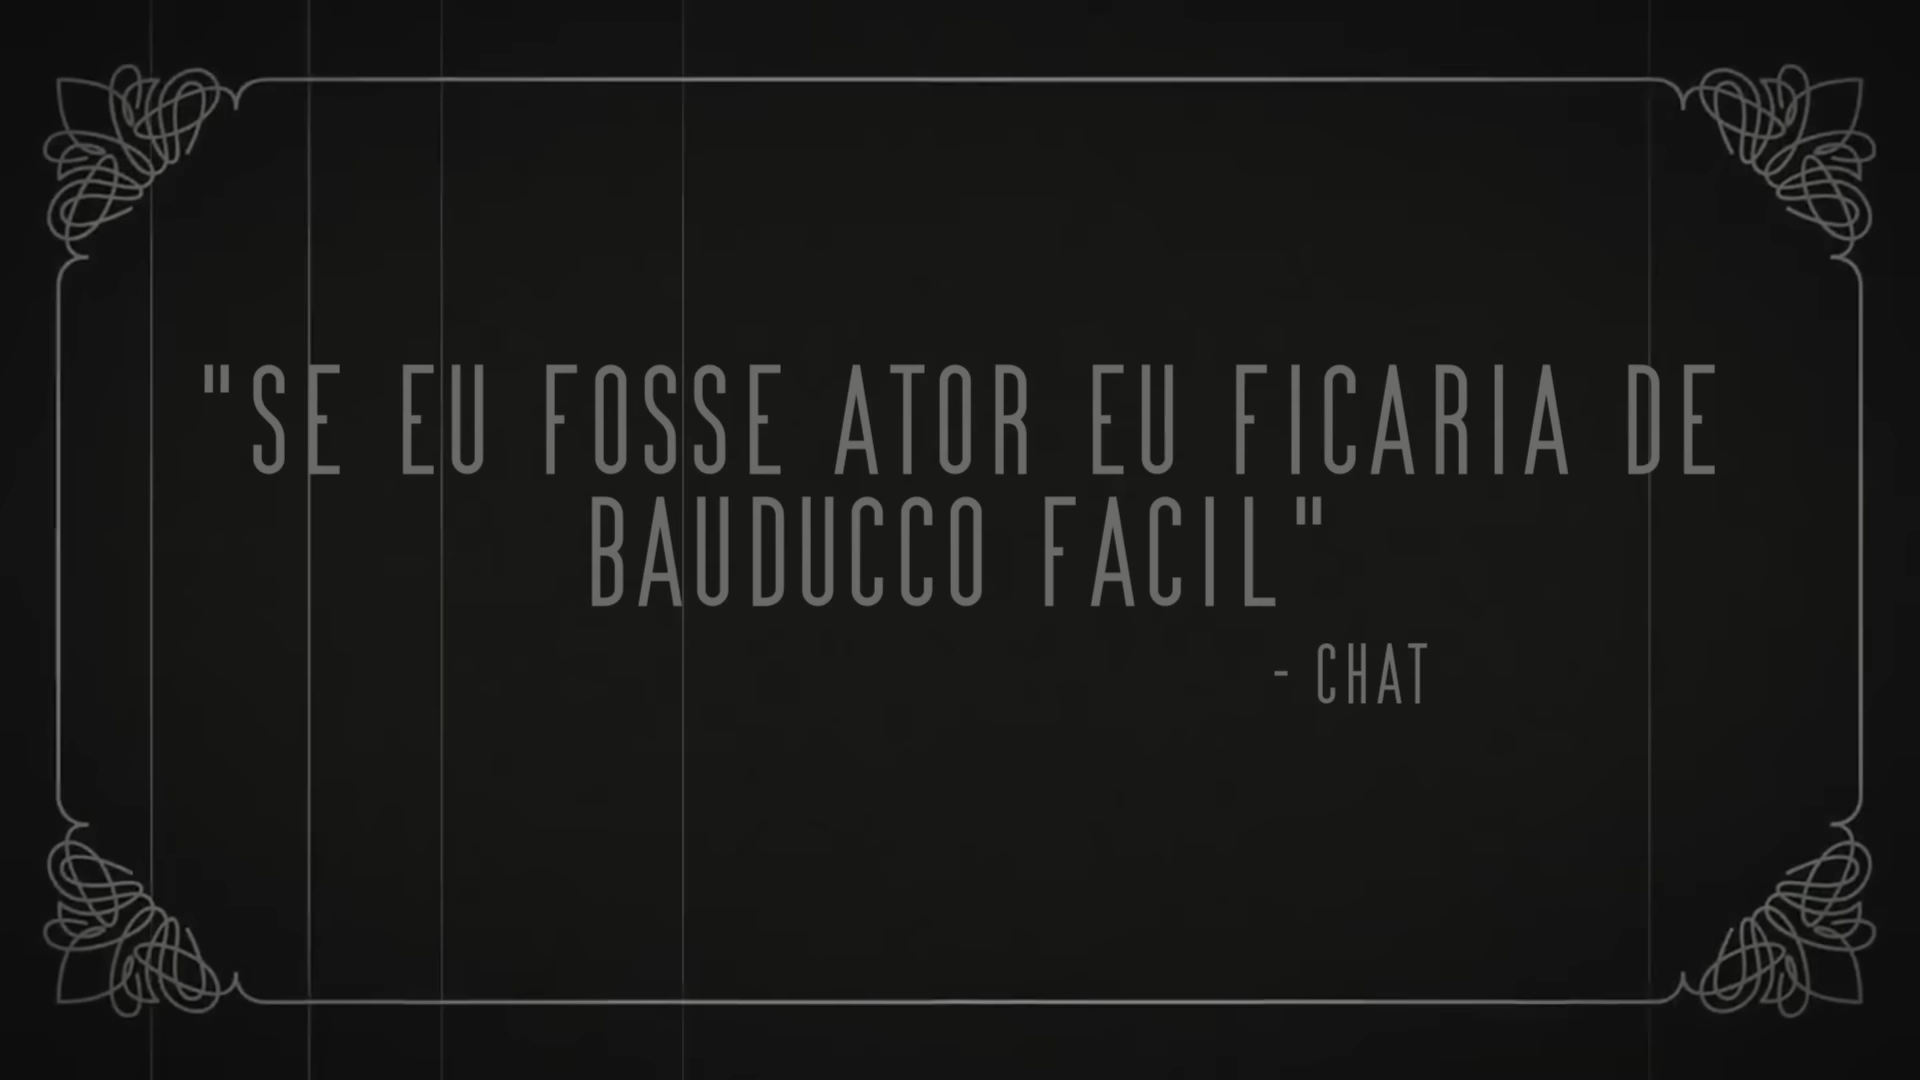 "SE EU FOSSE ATOR EU FICARIA DE
BAUDUCCO FACIL"
- CHAT